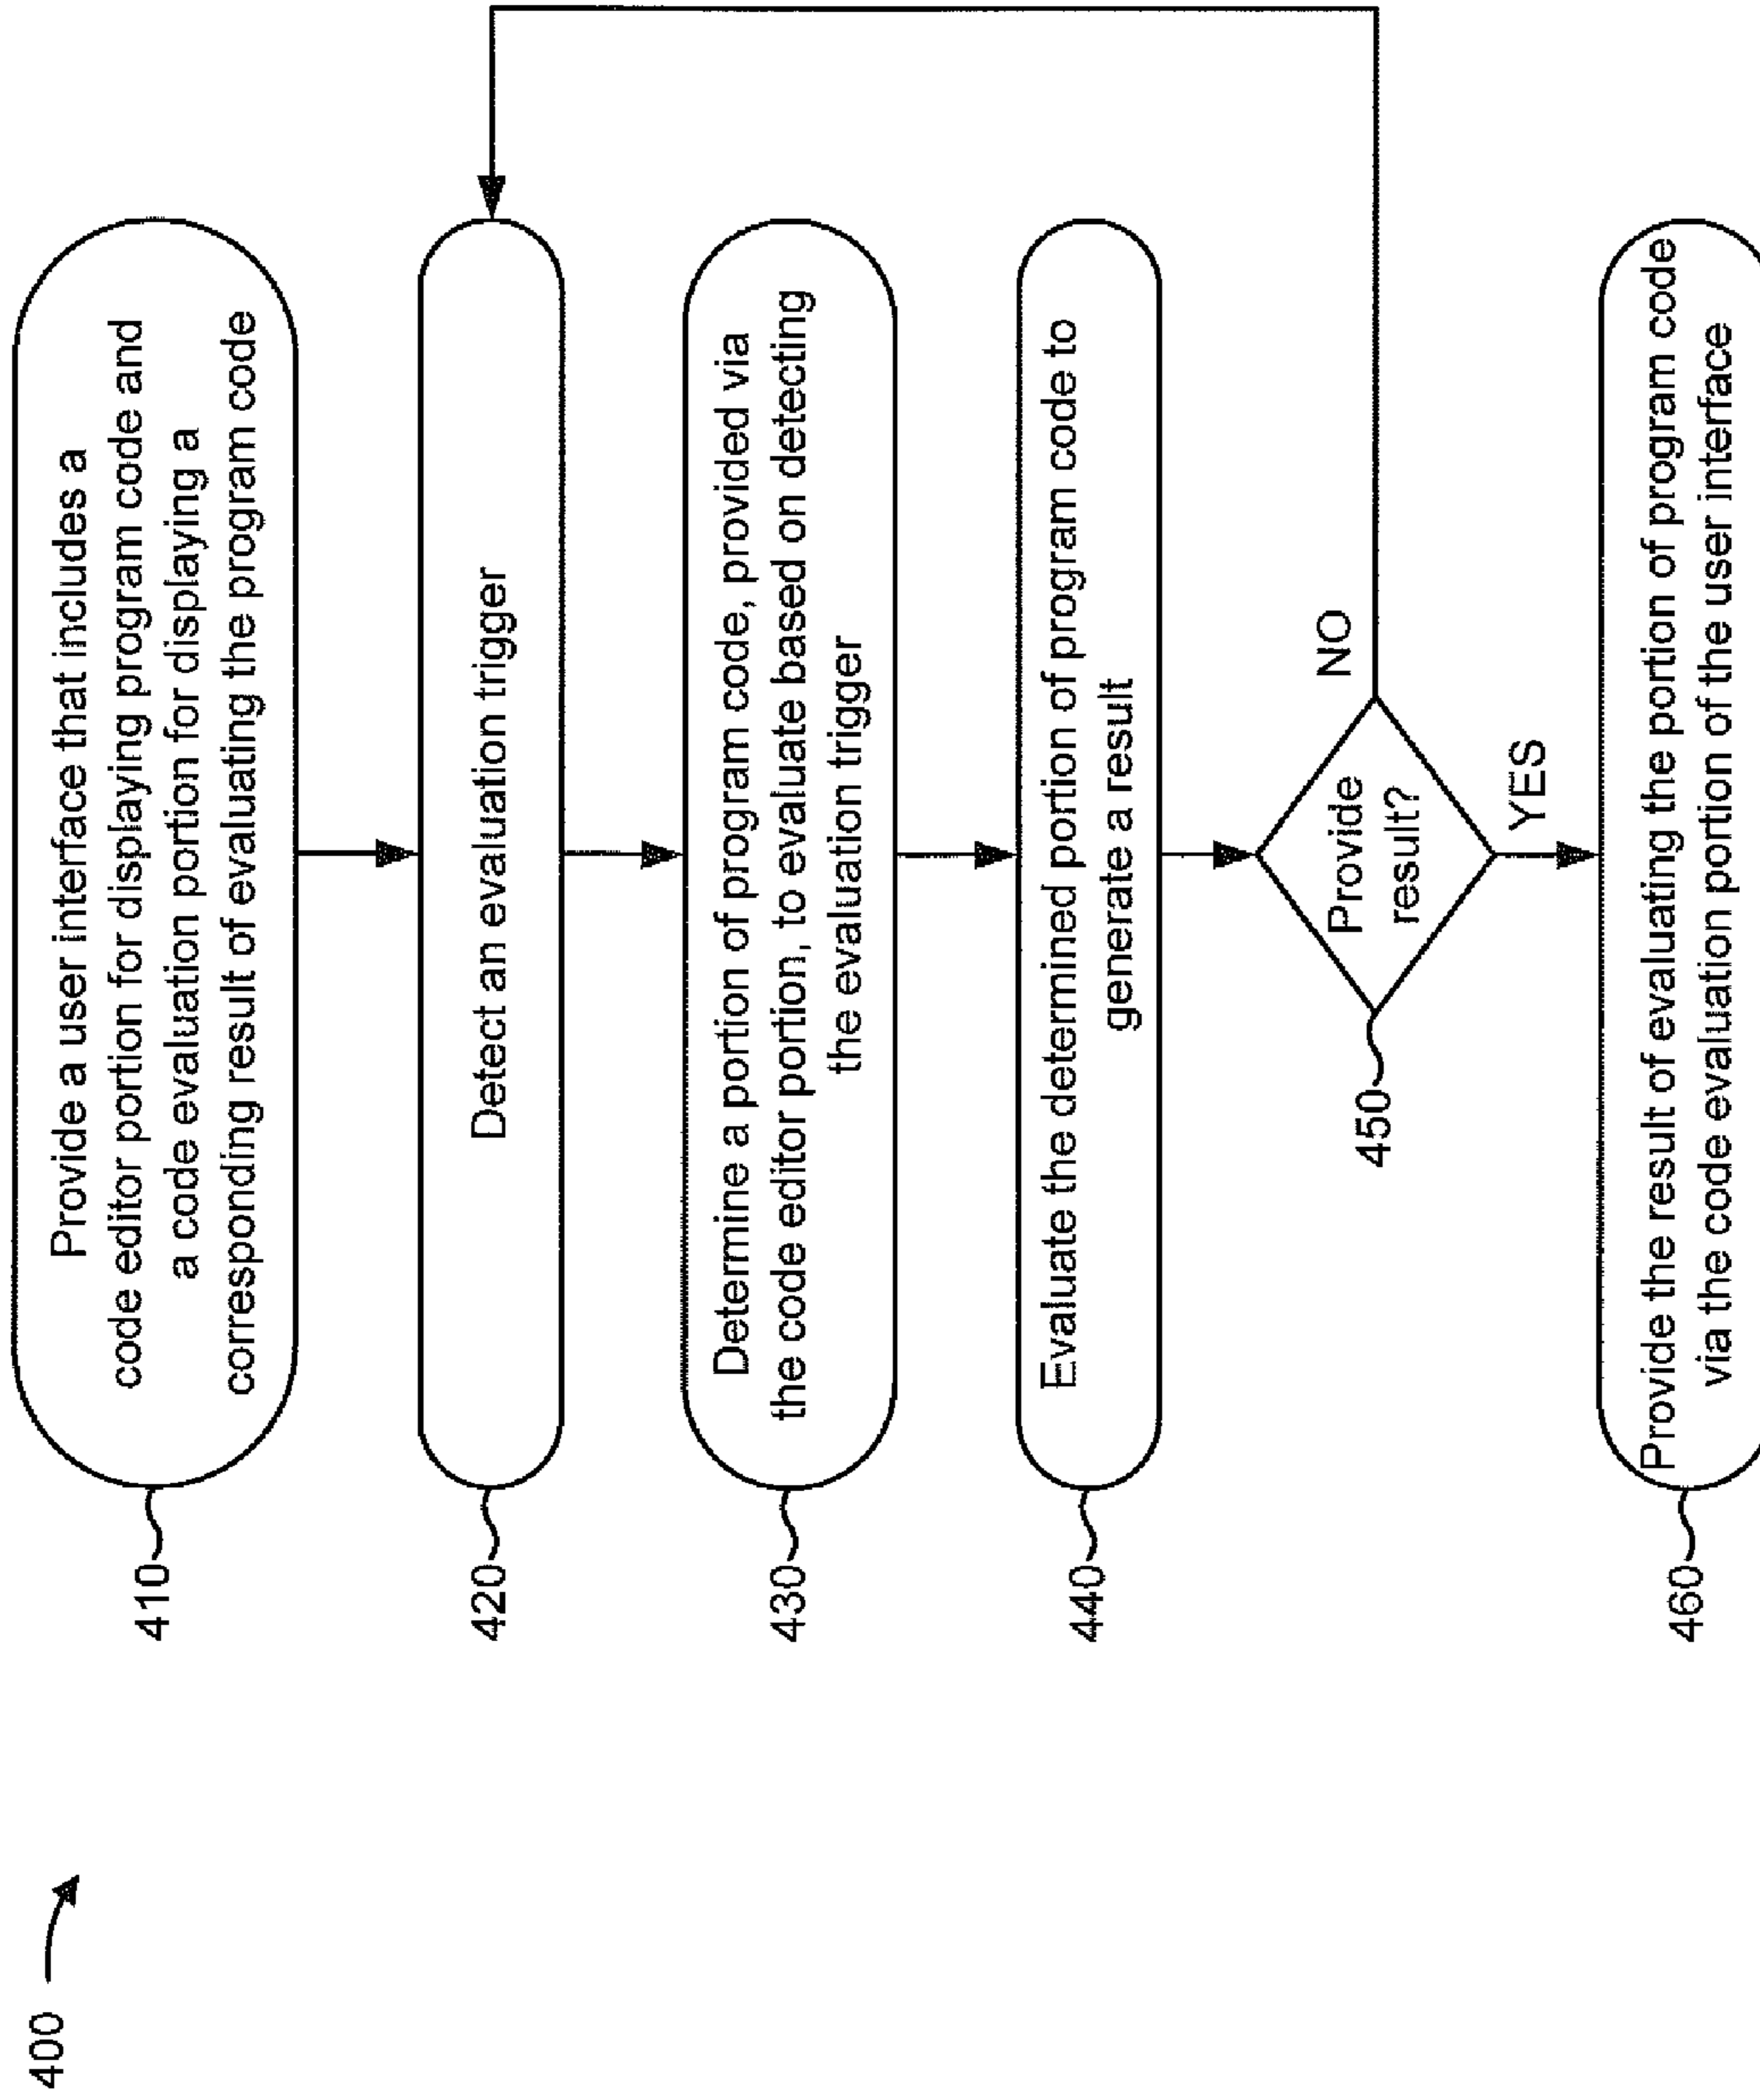 400
410
Provide a user interface that includes a
code editor portion for displaying program code and
a code evaluation portion for displaying a
corresponding result of evaluating the program code
420
Detect an evaluation trigger
430
Determine a portion of program code, provided via
the code editor portion, to evaluate based on detecting
the evaluation trigger
440
Evaluate the determined portion of program code to
generate a result
450
Provide
result?
NO
YES
460
Provide the result of evaluating the portion of program code
via the code evaluation portion of the user interface